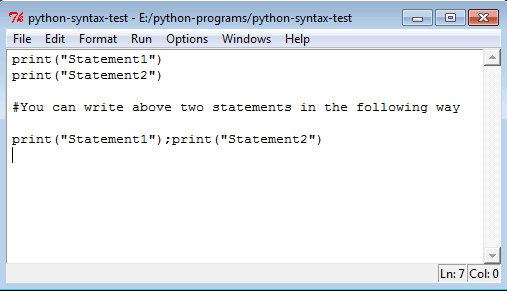 python-syntax-test - E:/python-programs/python-syntax-test
File Edit Format Run Options Windows Help
print("Statement1")
print("Statement2")
#You can write above two statements in the following way
print("Statement1");print("Statement2")
Ln: 7 Col: 0